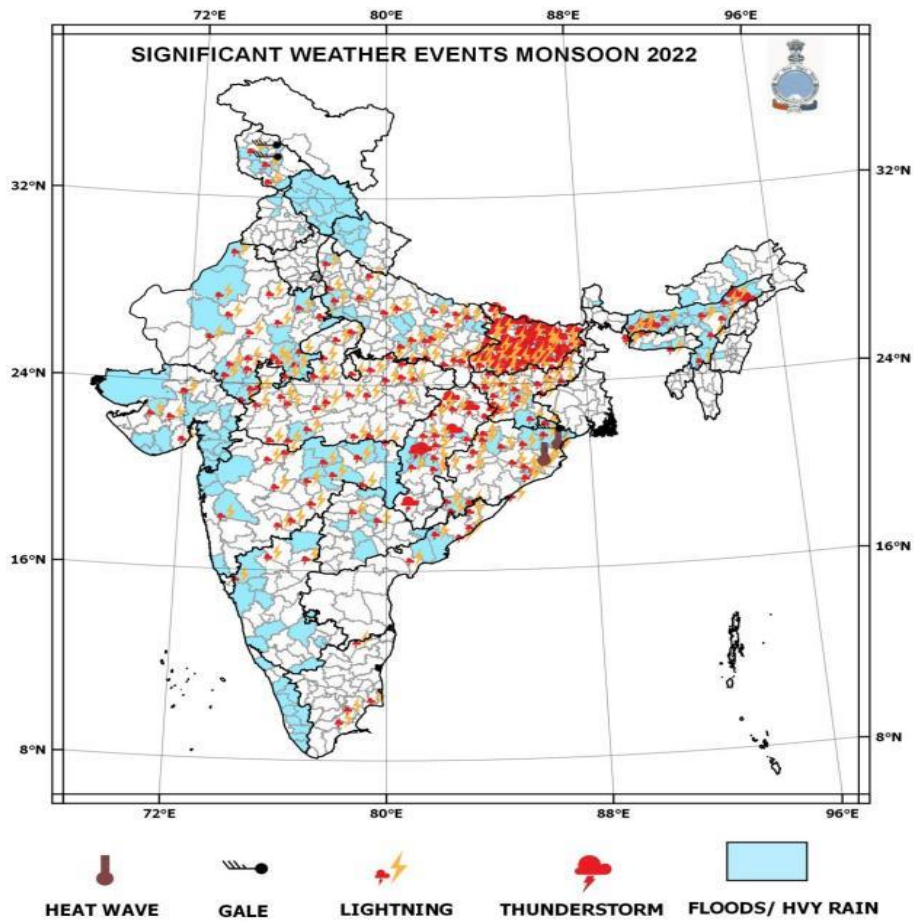 72°E 80°E 88°E 96°E
SIGNIFICANT WEATHER EVENTS MONSOON 2022
32°N 32°N
24°N 24°N
16°N 16°N
8°N 8°N
72°E 80°E 88°E 96°E
HEAT WAVE GALE LIGHTNING THUNDERSTORM FLOODS/ HVY RAIN